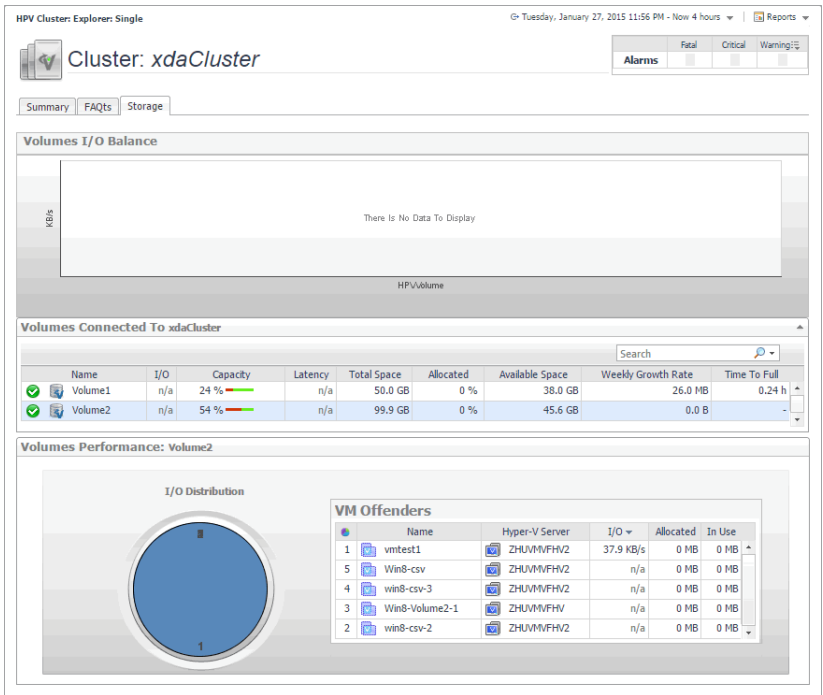 HPV Cluster: Explorer: Single
Tuesday, January 27, 2015 11:56 PM - Now 4 hours
Reports
Cluster: xdaCluster
Fatal Critical Warning
Alarms
Summary FAQts Storage
Volumes I/O Balance
KB/s
There Is No Data To Display
HPVVolume
Volumes Connected To xdaCluster
Search
Name I/O Capacity Latency Total Space Allocated Available Space Weekly Growth Rate Time To Full
Volume1 n/a 24 % n/a 50.0 GB 0 % 38.0 GB 26.0 MB 0.24 h
Volume2 n/a 54 % n/a 99.9 GB 0 % 45.6 GB 0.0 B -
Volumes Performance: Volume2
I/O Distribution
1
VM Offenders
Name Hyper-V Server I/O Allocated In Use
1 vmtest1 ZHUVMVFHV2 37.9 KB/s 0 MB 0 MB
5 Win8-csv ZHUVMVFHV2 n/a 0 MB 0 MB
4 win8-csv-3 ZHUVMVFHV2 n/a 0 MB 0 MB
3 Win8-Volume2-1 ZHUVMVFHV n/a 0 MB 0 MB
2 win8-csv-2 ZHUVMVFHV2 n/a 0 MB 0 MB